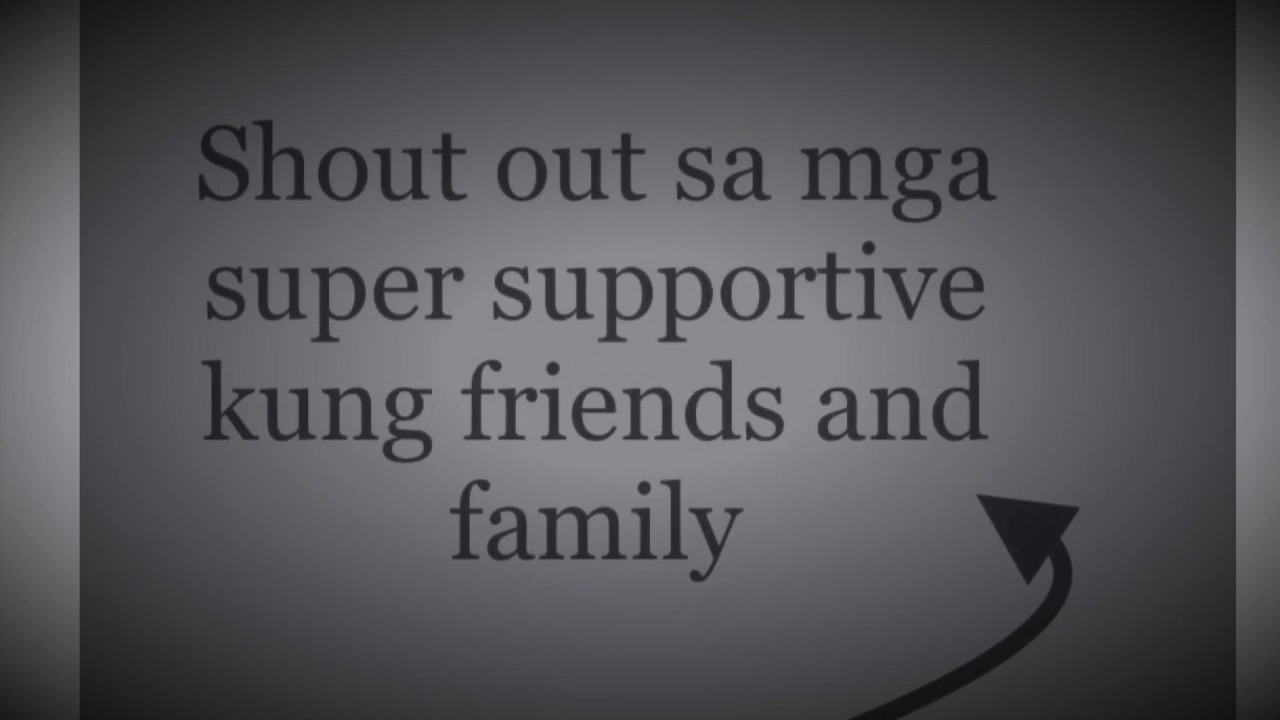 Shout out sa mga
super supportive
kung friends and
family